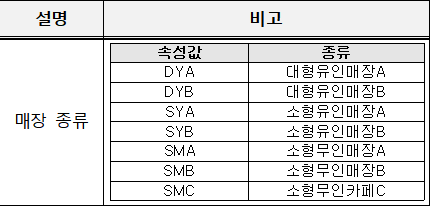 설명 비고
매장 종류
속성값 종류
DYA 대형유인매장A
DYB 대형유인매장B
SYA 소형유인매장A
SYB 소형유인매장B
SMA 소형무인매장A
SMB 소형무인매장B
SMC 소형무인카페C